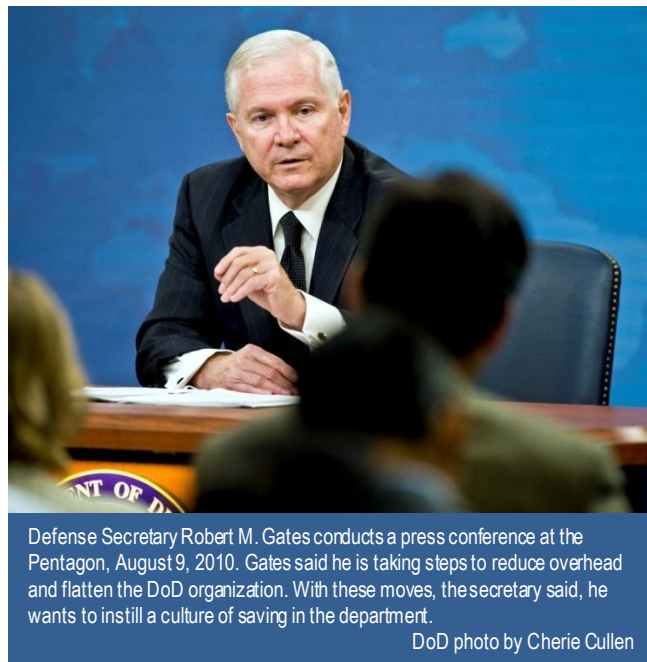 NT OF D
Defense Secretary Robert M. Gates conducts a press conference at the
Pentagon, August 9, 2010. Gates said he is taking steps to reduce overhead
and flatten the DoD organization. With these moves, the secretary said, he
wants to instill a culture of saving in the department.
DoD photo by Cherie Cullen